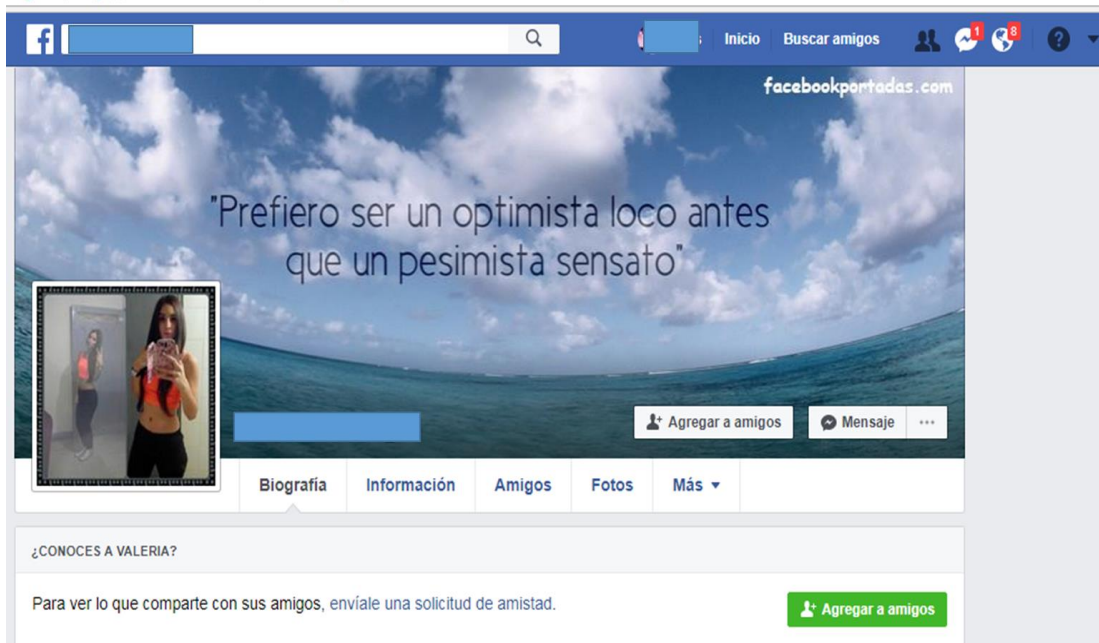 f
Inicio Buscar amigos 1 8 ?
facebookportadas.com
"Prefiero ser un optimista loco antes
que un pesimista sensato"
Agregar a amigos Mensaje ...
Biografía Información Amigos Fotos Más
¿CONOCES A VALERIA?
Para ver lo que comparte con sus amigos, envíale una solicitud de amistad. Agregar a amigos